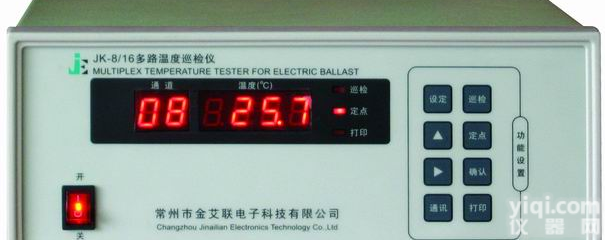 JE
JK-8/16多路温度巡检仪
MULTIPLEX TEMPERATURE TESTER FOR ELECTRIC BALLAST
通道 温度(℃)
08 25.7
巡检
定点
打印
设定 巡检
▲ 定点
▶ 确认
通讯 打印
功能设置
开
关
常州市金艾联电子科技有限公司
Changzhou Jinailian Electronics Technology Co.,Ltd
yiqi.com 仪器网